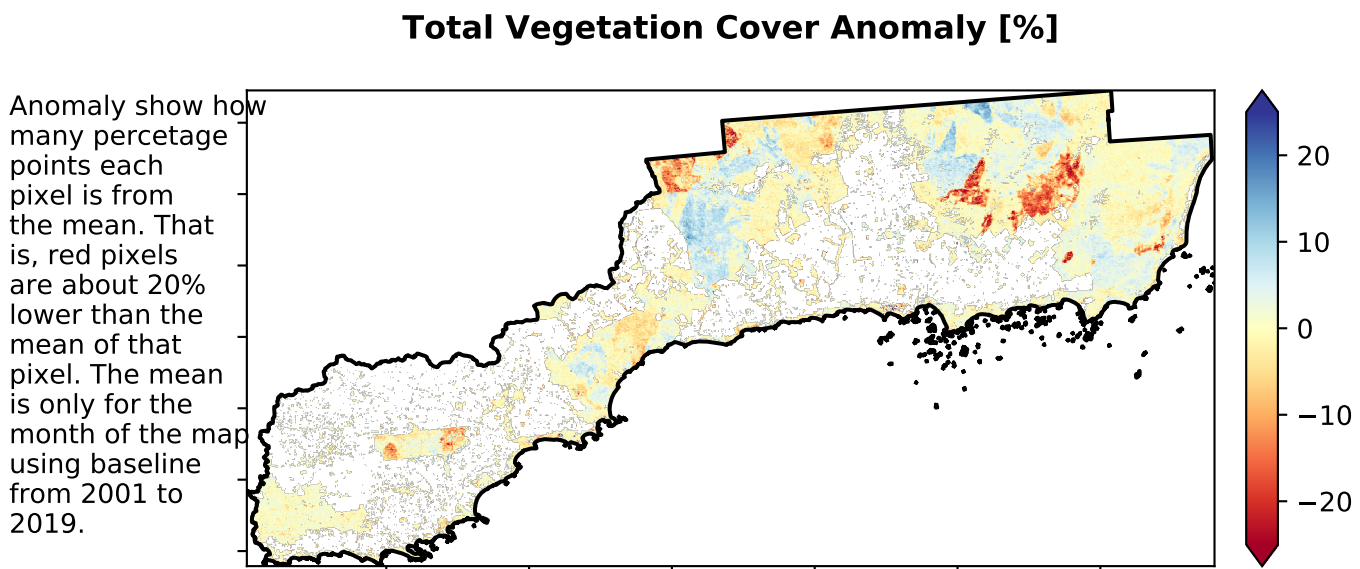 Total Vegetation Cover Anomaly [%]
Anomaly show how
many percetage
points each
pixel is from
the mean. That
is, red pixels
are about 20%
lower than the
mean of that
pixel. The mean
is only for the
month of the map
using baseline
from 2001 to
2019.
20
10
0
−10
−20